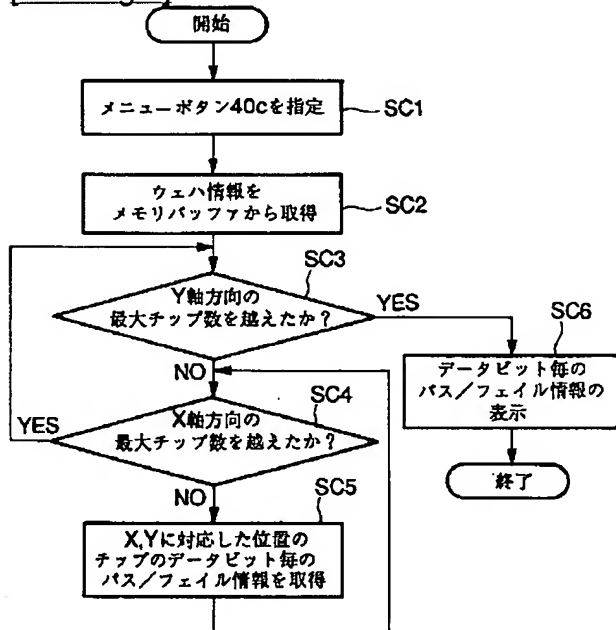 開始
メニューボタン40cを指定
SC1
ウェハ情報を
メモリバッファから取得
SC2
SC3
Y軸方向の
最大チップ数を越えたか？
YES
NO
SC6
データビット毎の
パス／フェイル情報の
表示
終了
SC4
X軸方向の
最大チップ数を越えたか？
YES
NO
SC5
X,Yに対応した位置の
チップのデータビット毎の
パス／フェイル情報を取得